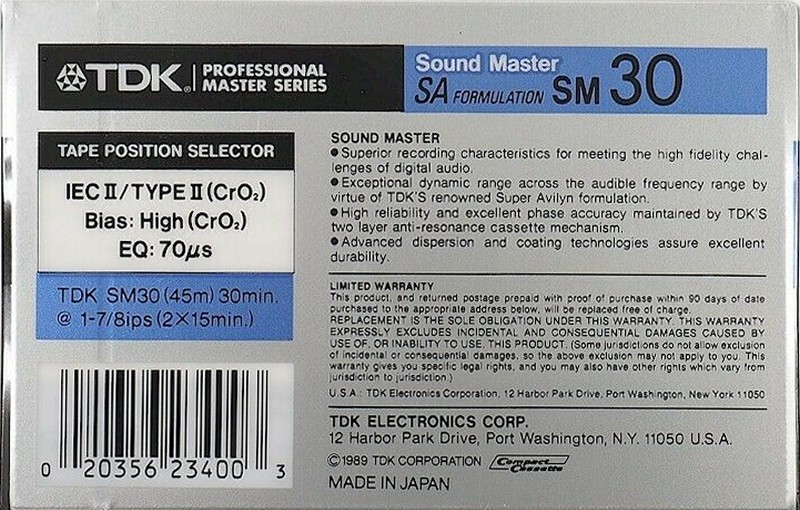 TDK® PROFESSIONAL
MASTER SERIES
Sound Master
SA FORMULATION SM 30
TAPE POSITION SELECTOR
IEC II/TYPE II (CrO₂)
Bias: High (CrO₂)
EQ: 70µs
TDK SM30 (45m) 30min.
@ 1-7/8ips (2×15min.)
0 20356 23400 3
SOUND MASTER
●Superior recording characteristics for meeting the high fidelity chal-
lenges of digital audio.
●Exceptional dynamic range across the audible frequency range by
virtue of TDK'S renowned Super Avilyn formulation.
●High reliability and excellent phase accuracy maintained by TDK'S
two layer anti-resonance cassette mechanism.
●Advanced dispersion and coating technologies assure excellent
durability.
LIMITED WARRANTY
This product, and returned postage prepaid with proof of purchase within 90 days of date
purchased to the appropriate address below, will be replaced free of charge.
REPLACEMENT IS THE SOLE OBLIGATION UNDER THIS WARRANTY. THIS WARRANTY
EXPRESSLY EXCLUDES INCIDENTAL AND CONSEQUENTIAL DAMAGES CAUSED BY
USE OF, OR INABILITY TO USE, THIS PRODUCT. (Some jurisdictions do not allow exclusion
of incidental or consequential damages, so the above exclusion may not apply to you. This
warranty gives you specific legal rights, and you may also have other rights which vary from
jurisdiction to jurisdiction.)
U.S.A.: TDK Electronics Corporation, 12 Harbor Park Drive, Port Washington, New York 11050
TDK ELECTRONICS CORP.
12 Harbor Park Drive, Port Washington, N.Y. 11050 U.S.A.
©1989 TDK CORPORATION Compact Cassette
MADE IN JAPAN